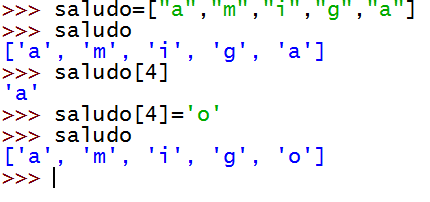 >>> saludo=["a","m","i","g","a"]
>>> saludo
['a', 'm', 'i', 'g', 'a']
>>> saludo[4]
'a'
>>> saludo[4]='o'
>>> saludo
['a', 'm', 'i', 'g', 'o']
>>>